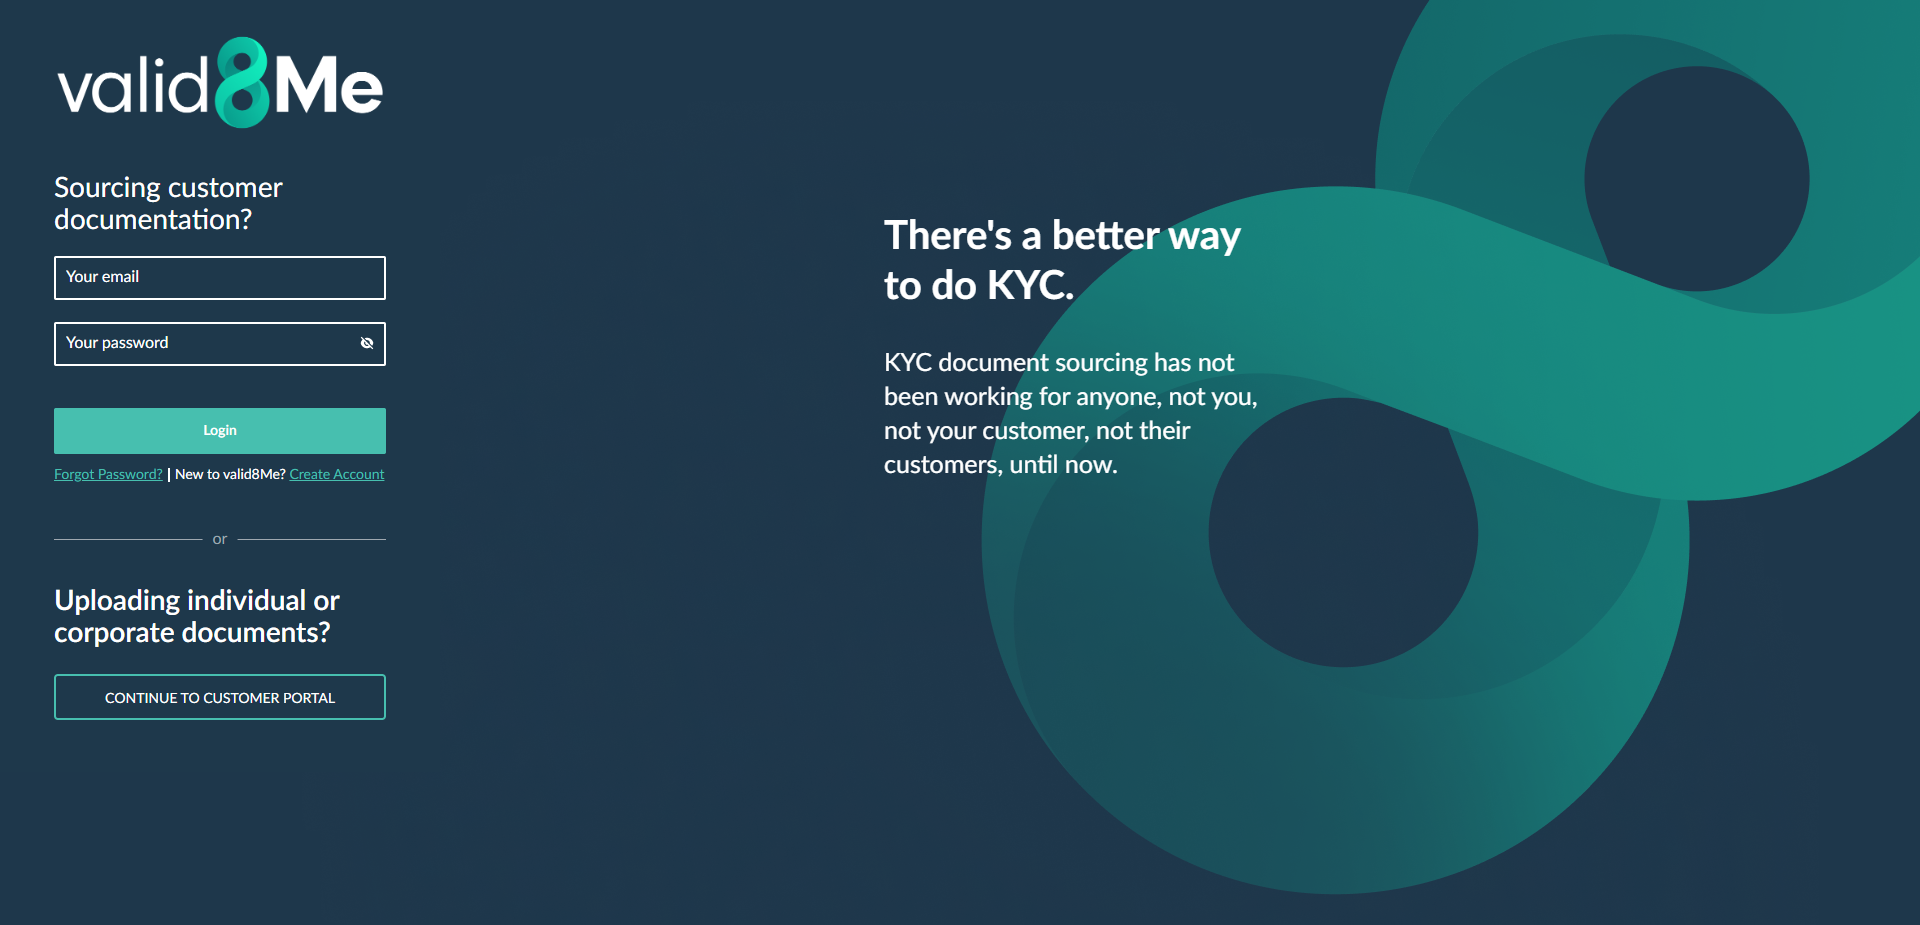 valid8Me
Sourcing customer
documentation?
Your email
Your password
Login
Forgot Password? | New to valid8Me? Create Account
or
Uploading individual or
corporate documents?
CONTINUE TO CUSTOMER PORTAL
There's a better way
to do KYC.
KYC document sourcing has not
been working for anyone, not you,
not your customer, not their
customers, until now.